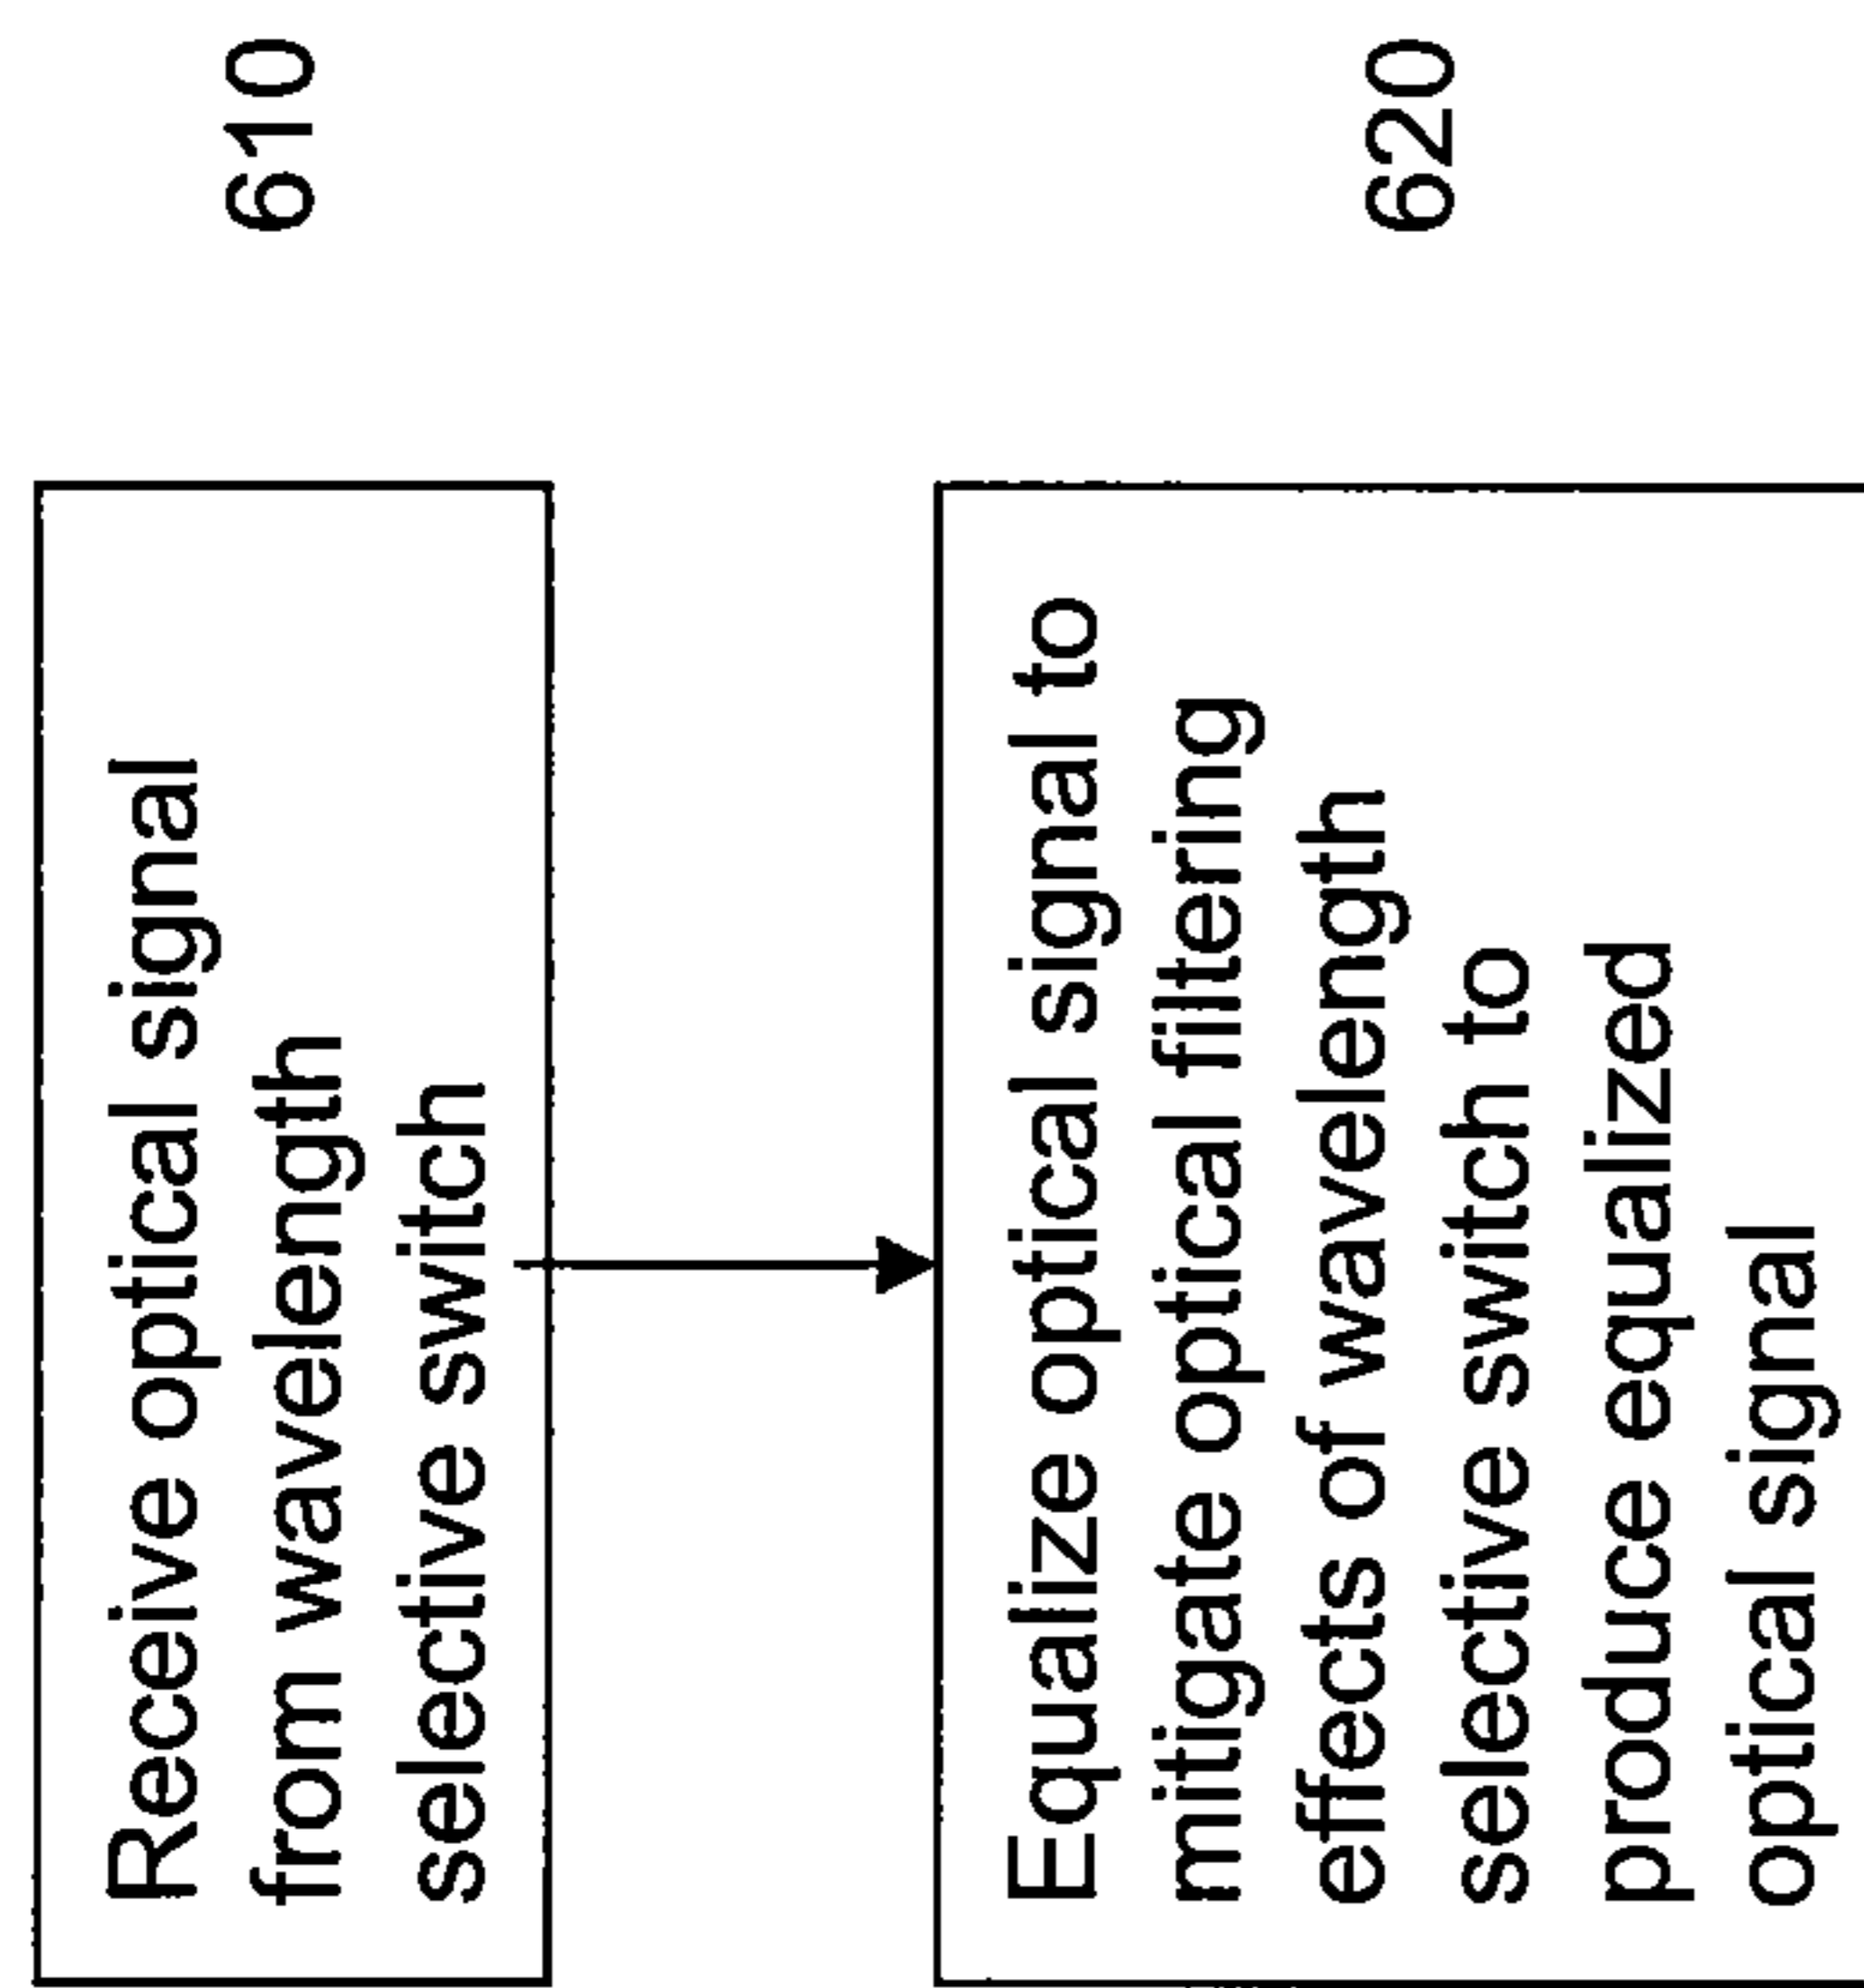 Receive optical signal
from wavelength
selective switch
610
Equalize optical signal to
mitigate optical filtering
effects of wavelength
selective switch to
produce equalized
optical signal
620